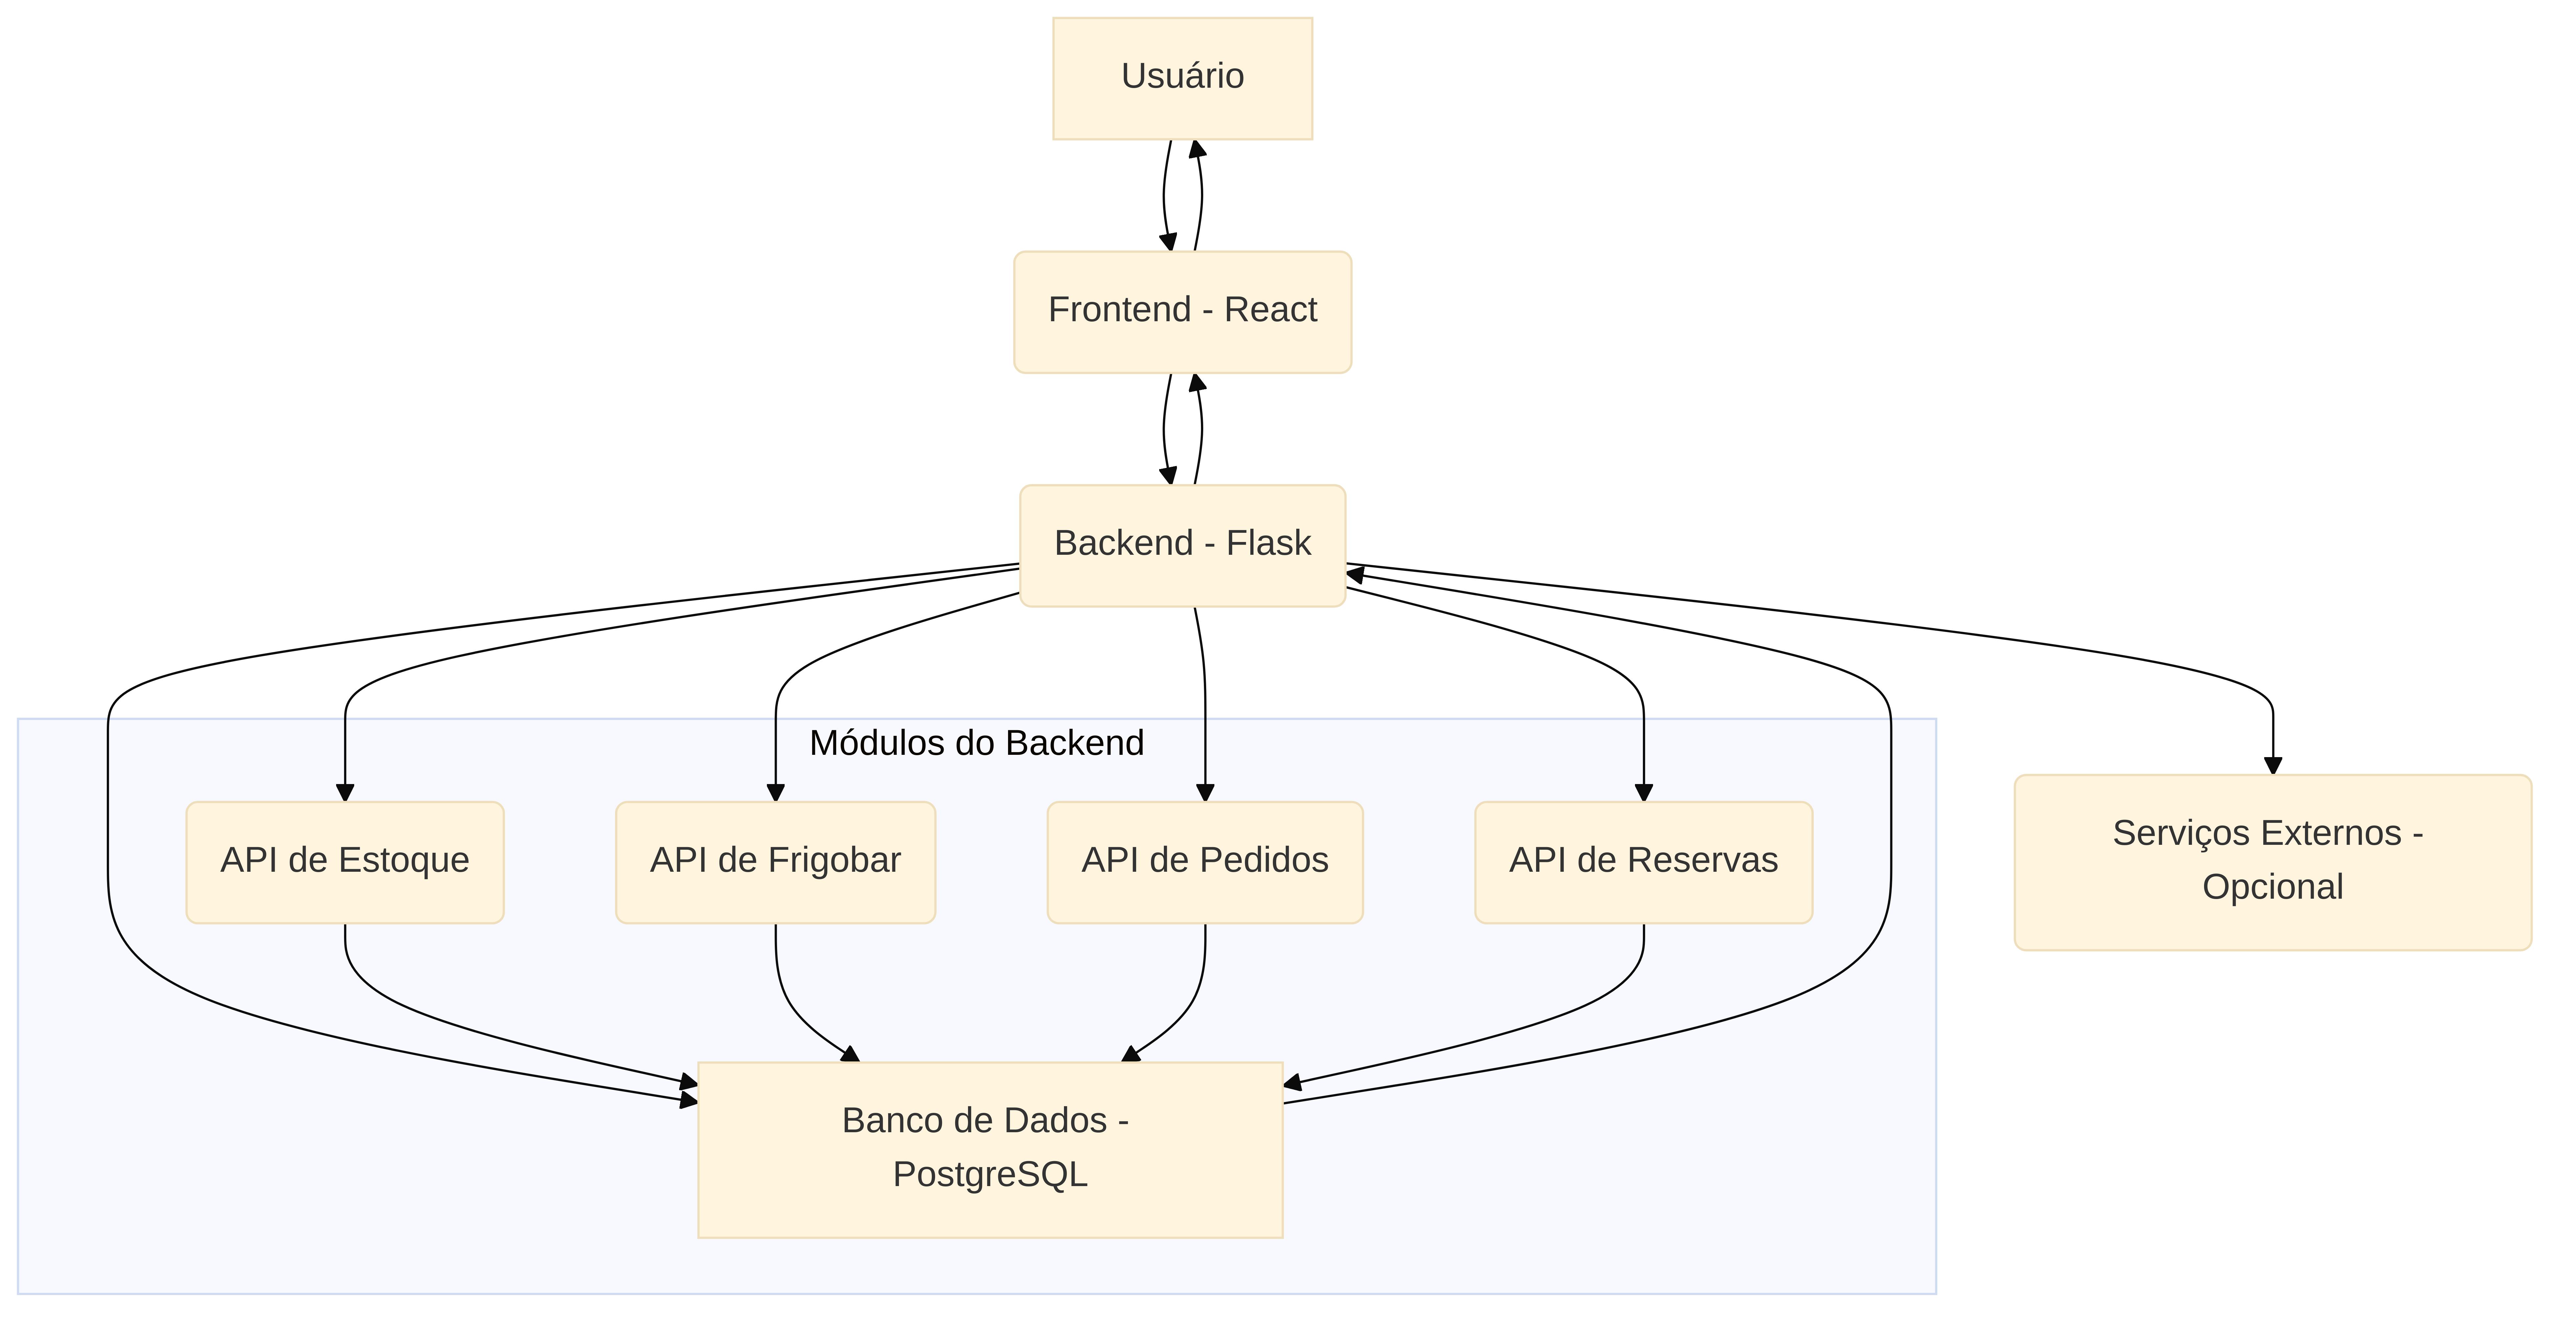 Usuário
Frontend - React
Backend - Flask
Módulos do Backend
API de Estoque
API de Frigobar
API de Pedidos
API de Reservas
Serviços Externos -
Opcional
Banco de Dados -
PostgreSQL